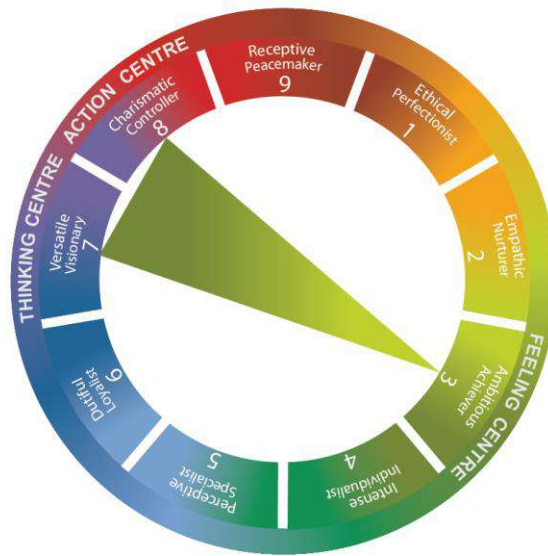 ACTION CENTRE
Receptive
Peacemaker
9
Ethical
Perfectionist
1
Empathic
Nurturer
2
FEELING CENTRE
Ambitious
Achiever
3
Intense
Individualist
4
Perceptive
Specialist
5
Dutiful
Loyalist
6
THINKING CENTRE
Versatile
Visionary
7
Charismatic
Controller
8